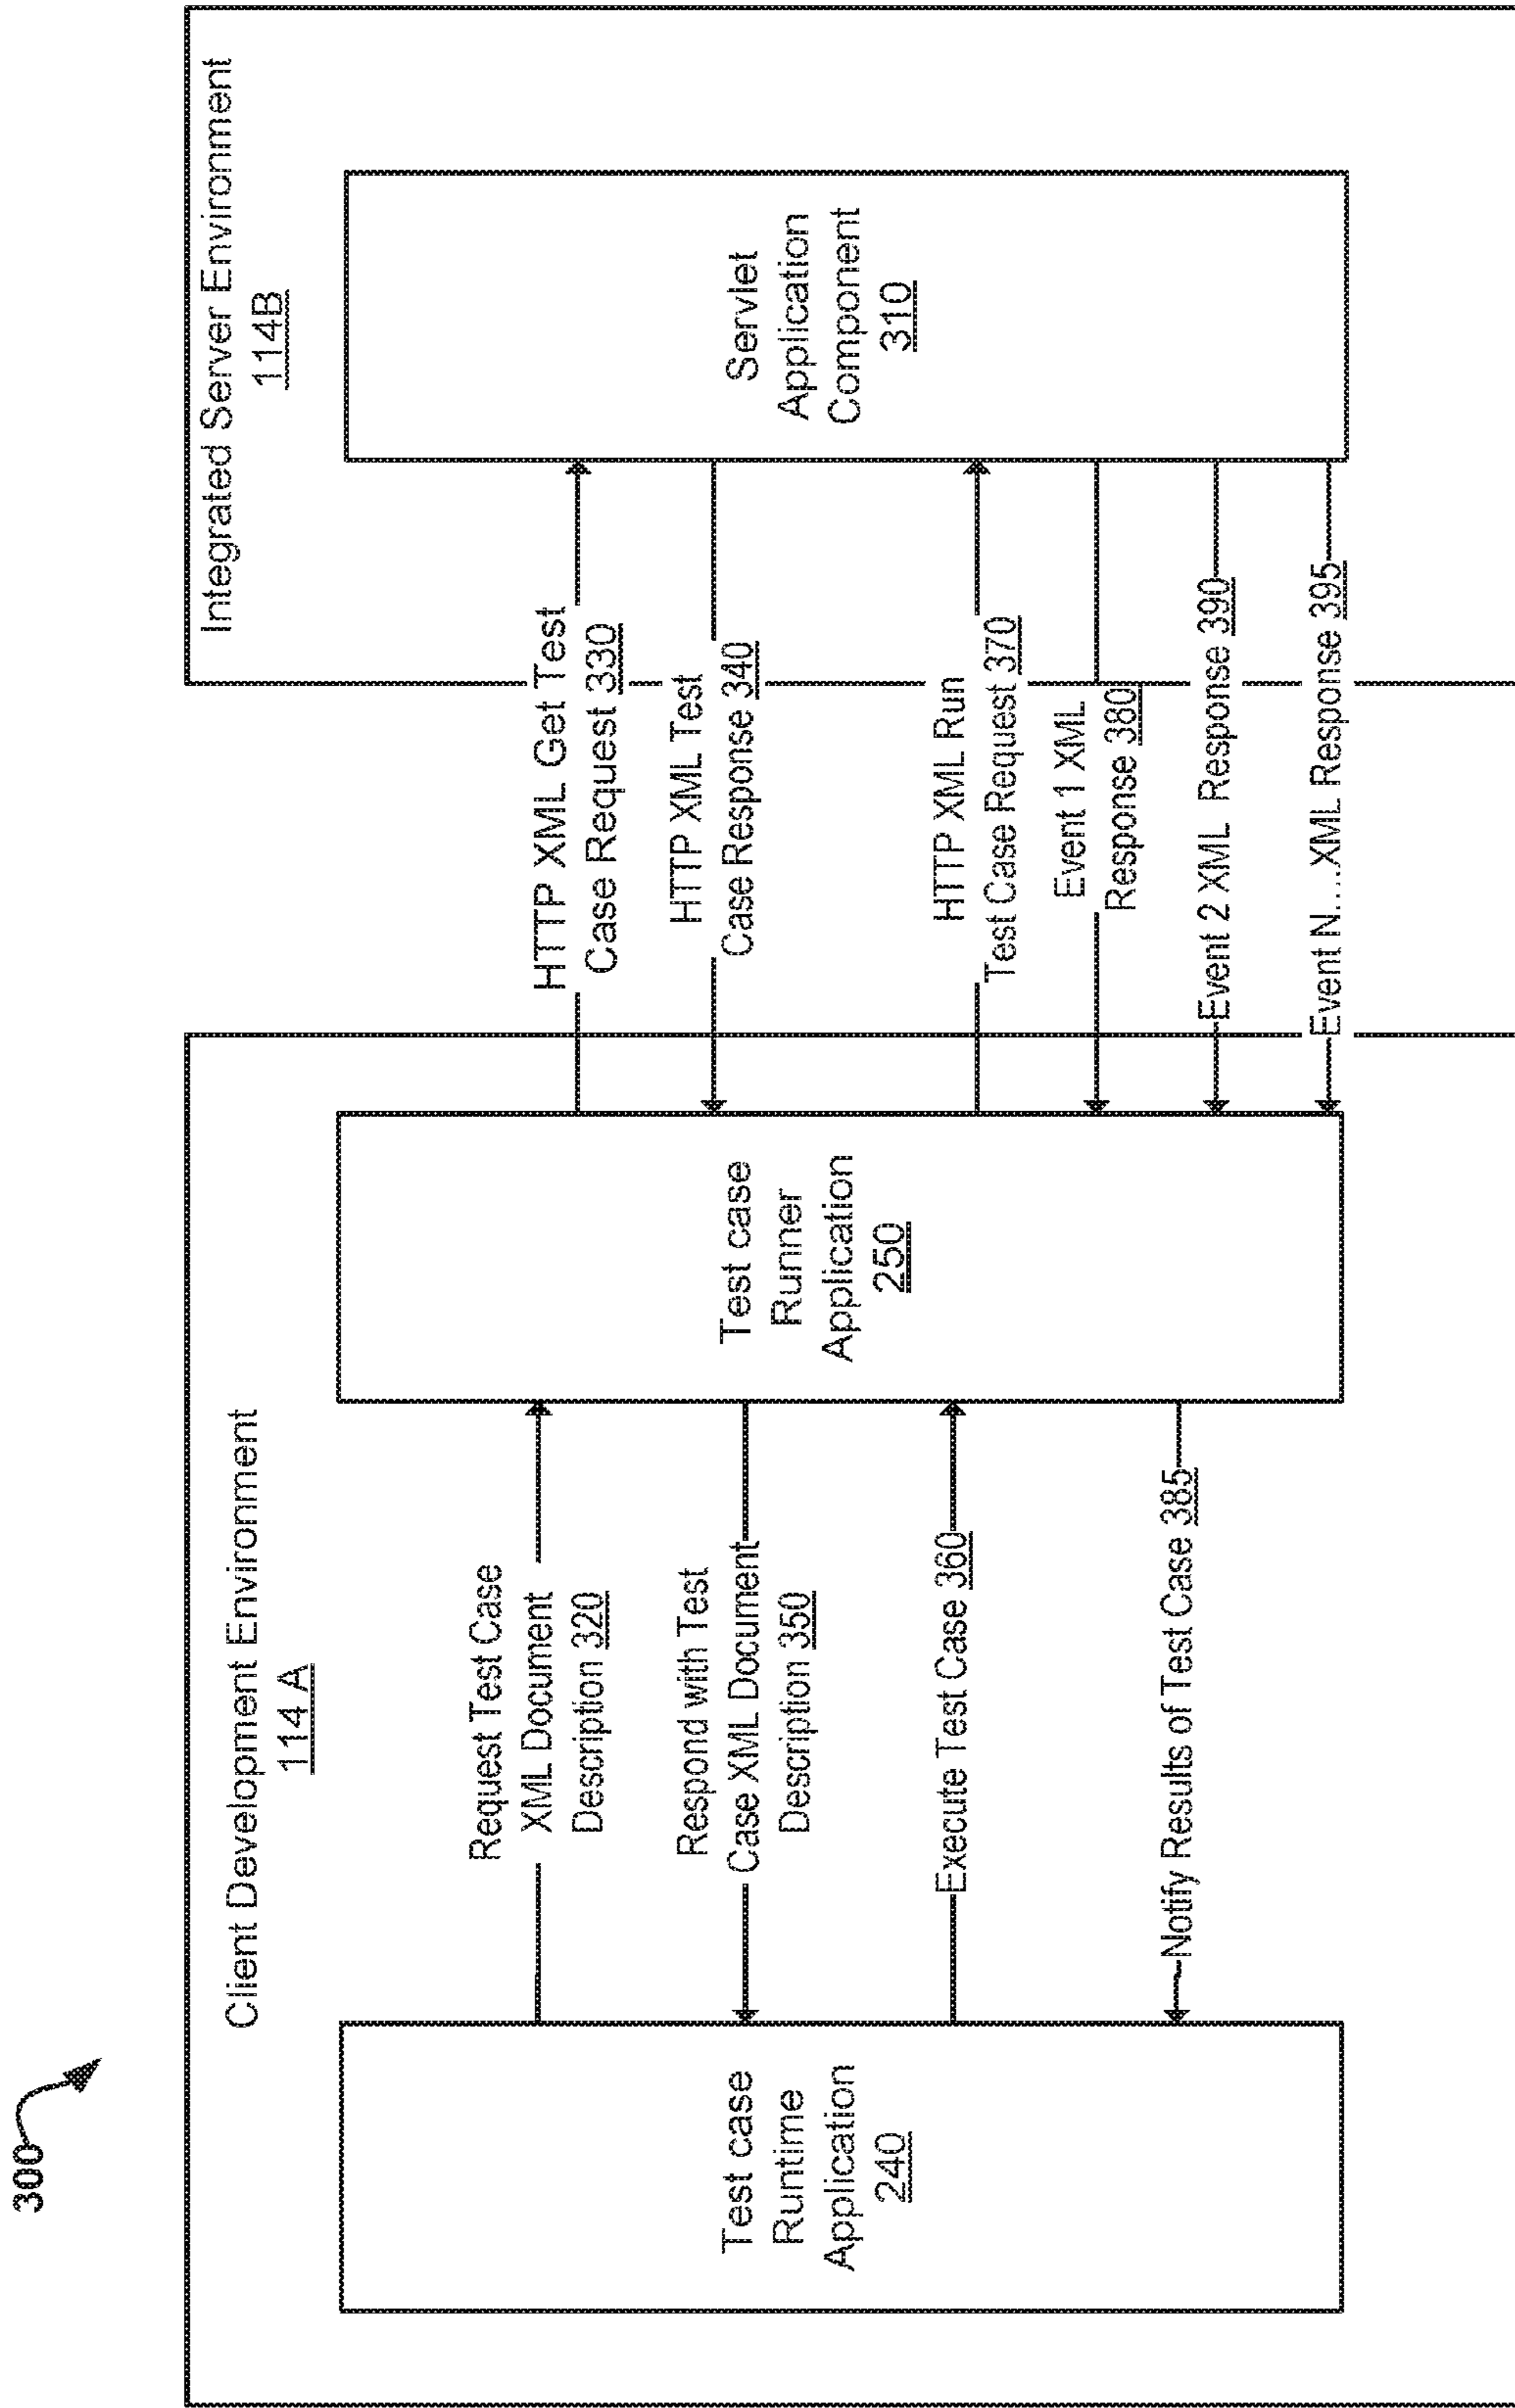 300
Client Development Environment
114 A
Test case
Runtime
Application
240
Request Test Case
XML Document
Description 320
Respond with Test
Case XML Document
Description 350
Execute Test Case 360
Notify Results of Test Case 385
Test case
Runner
Application
250
HTTP XML Get Test
Case Request 330
HTTP XML Test
Case Response 340
HTTP XML Run
Test Case Request 370
Event 1 XML
Response 380
Event 2 XML Response 390
Event N....XML Response 395
Integrated Server Environment
114B
Servlet
Application
Component
310